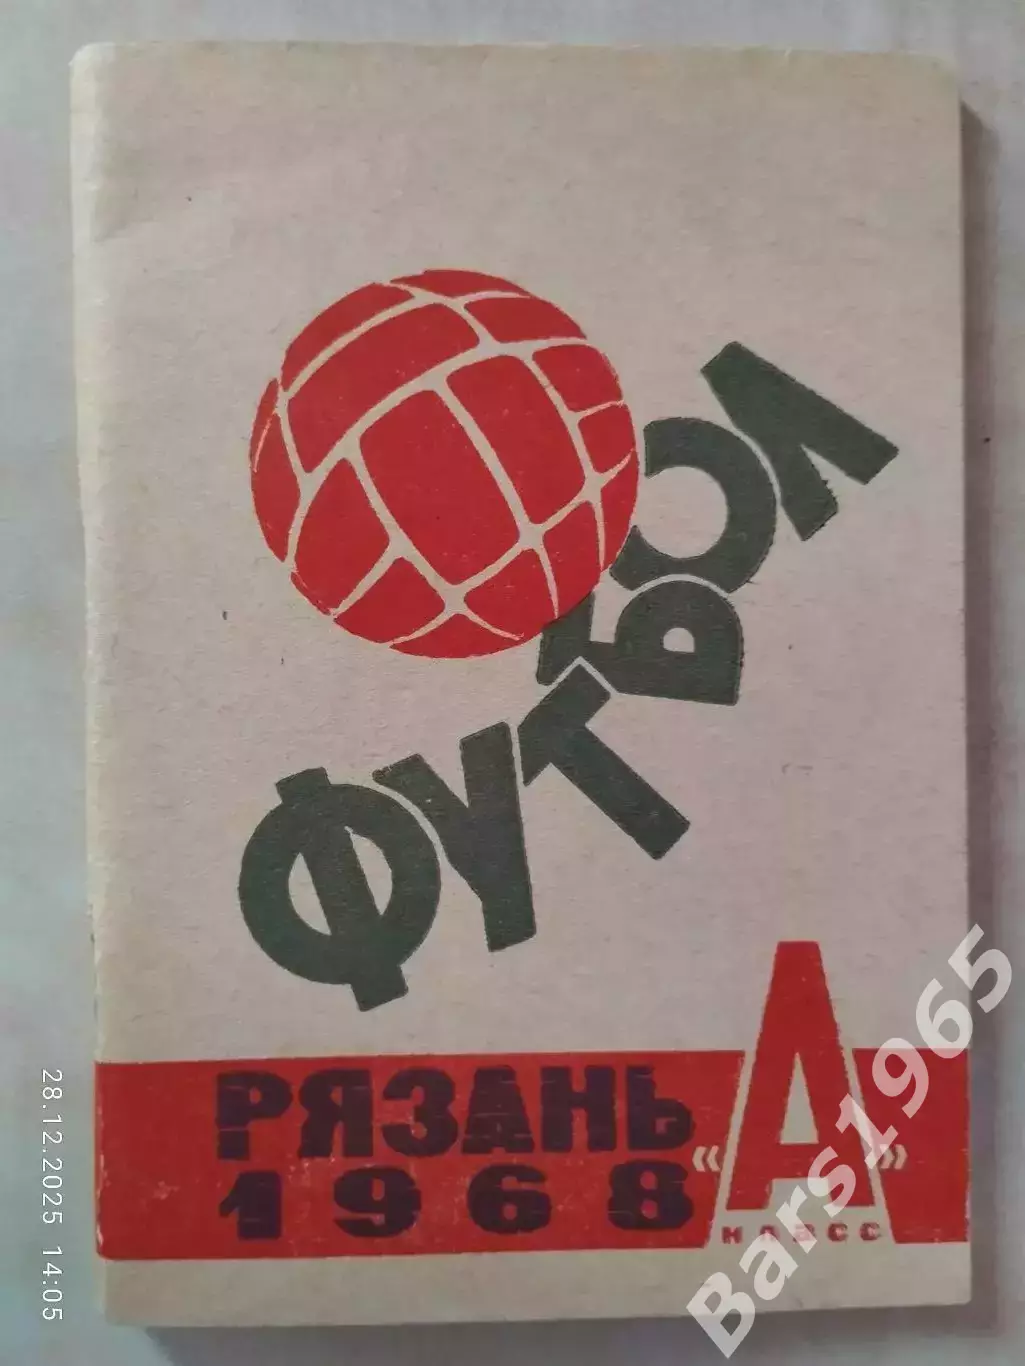 ФУТБОЛ
РЯЗАНЬ
1968
«А»
класс
28.12.2025 14:05
Bars1965